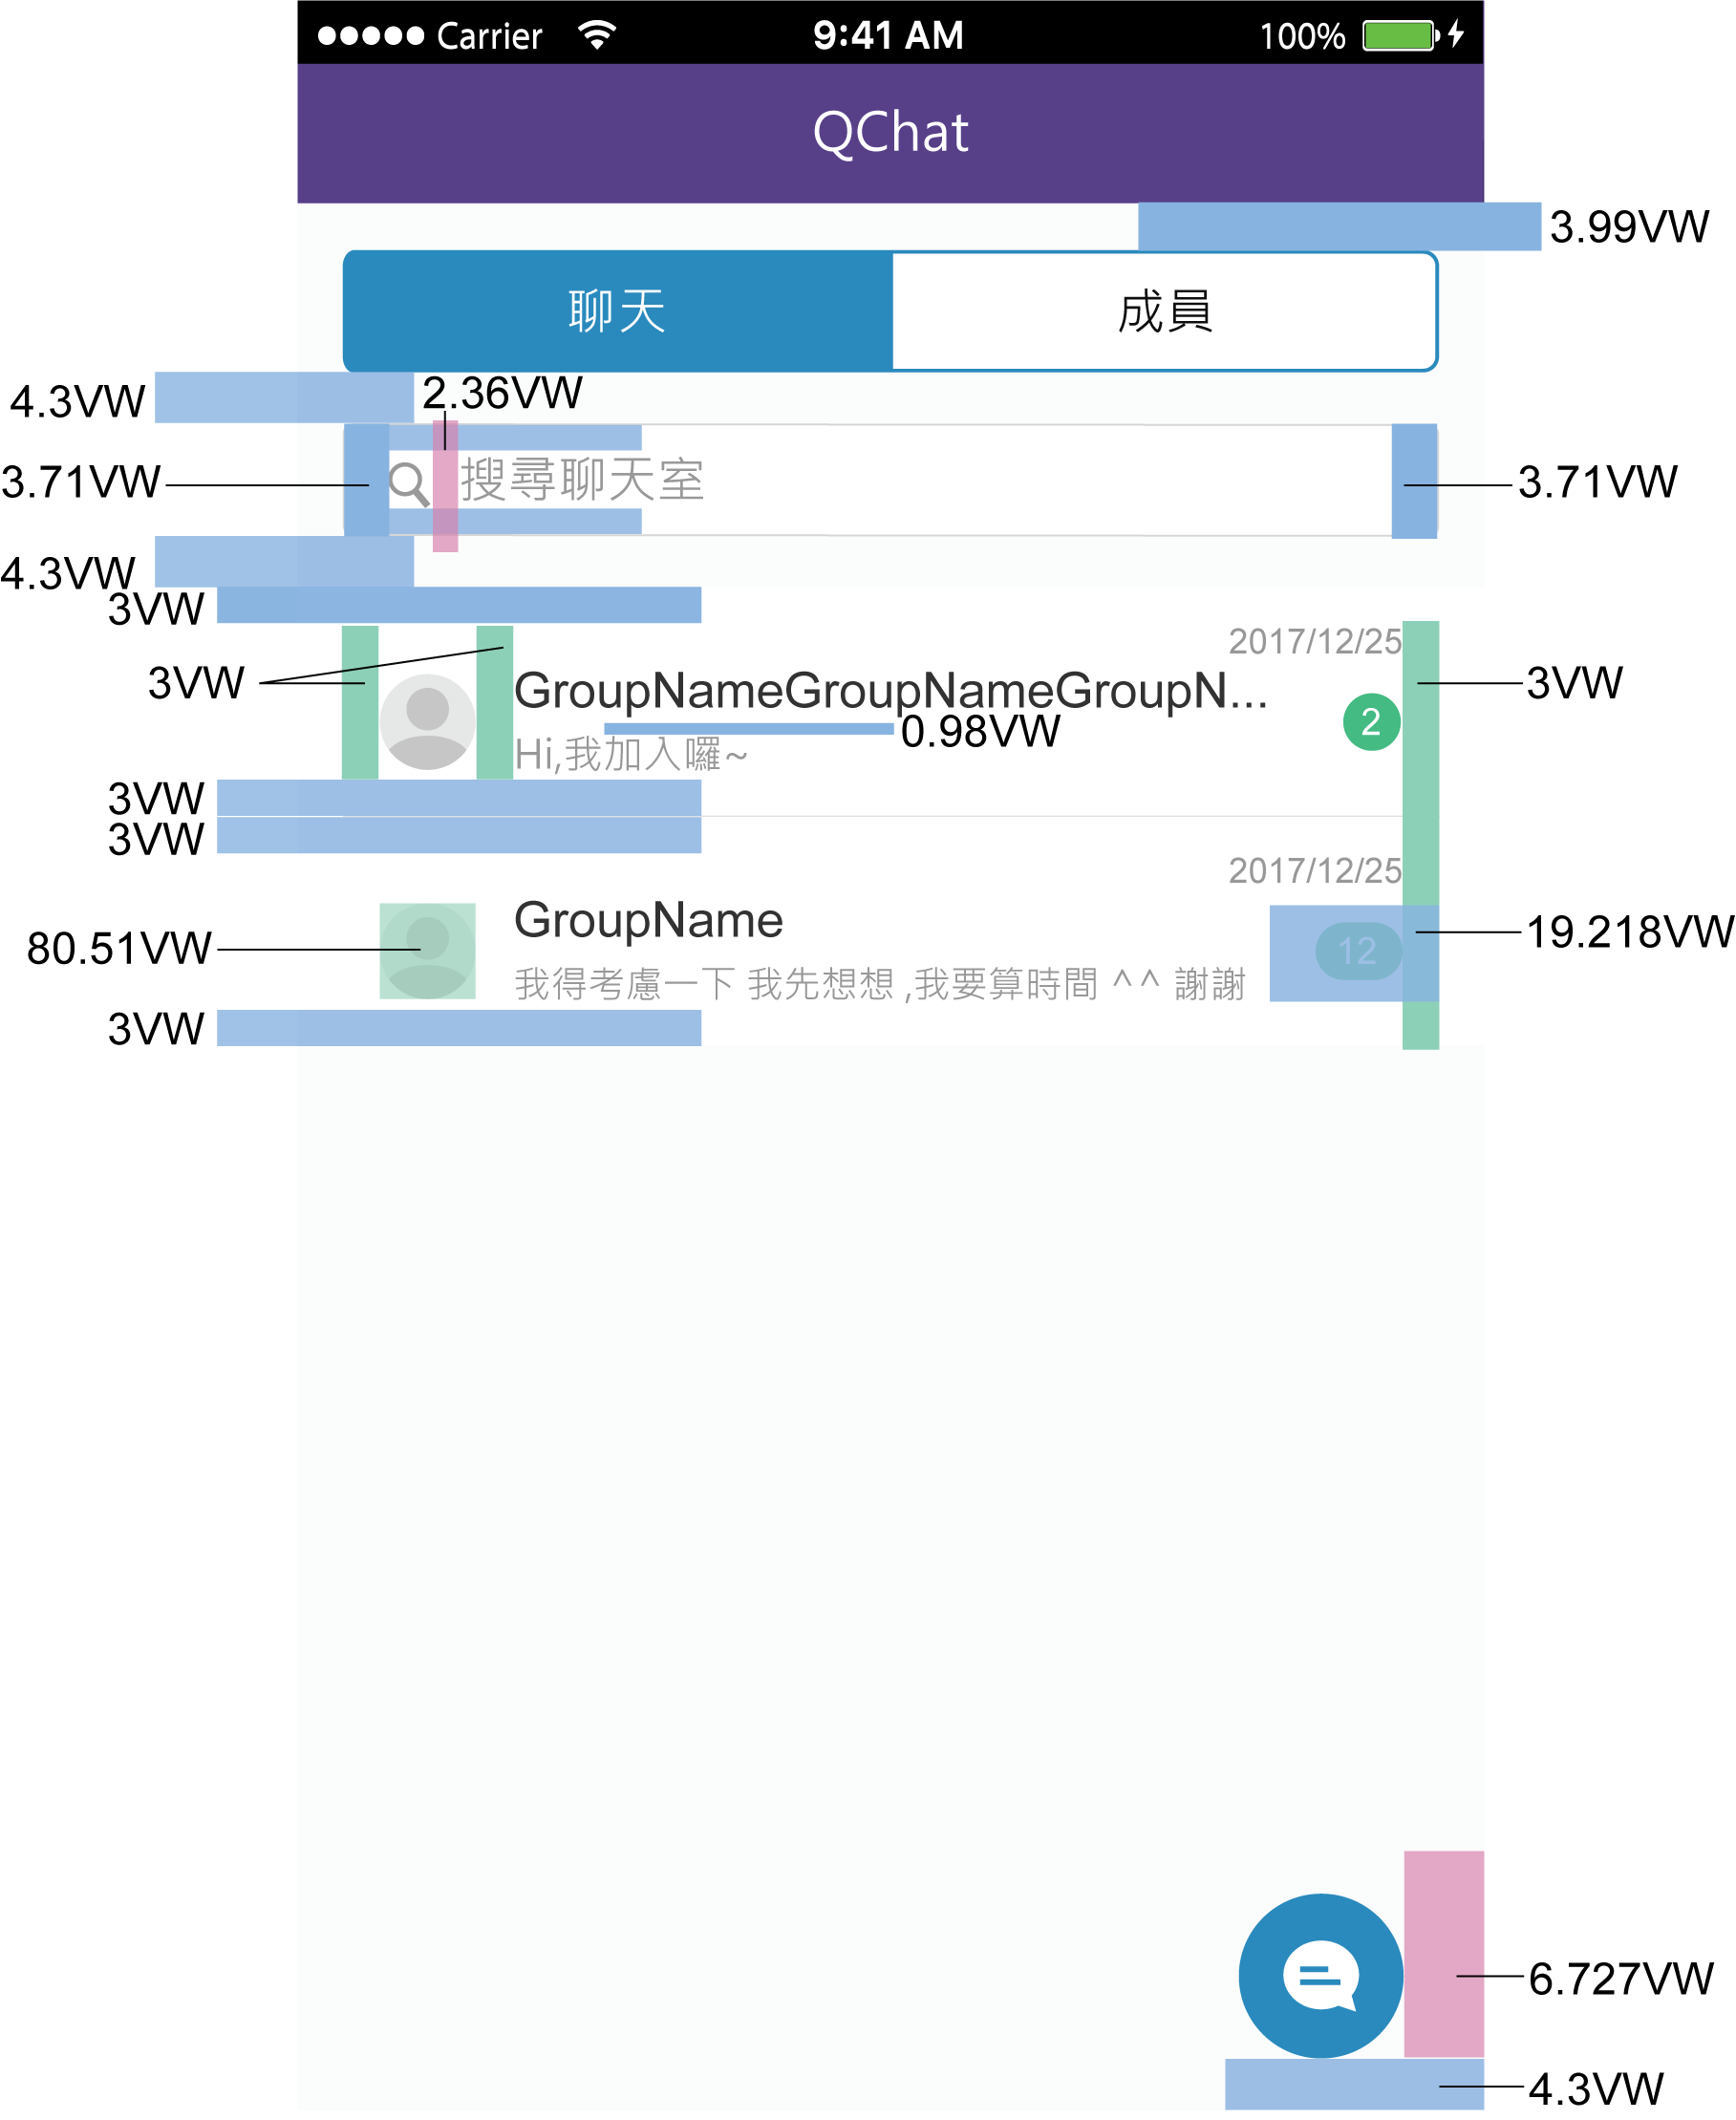 Carrier 9:41 AM 100%
QChat
3.99VW
聊天 成員
4.3VW 2.36VW
3.71VW 搜尋聊天室 3.71VW
4.3VW
3VW
2017/12/25
3VW GroupNameGroupNameGroupN... 3VW
2
0.98VW
Hi,我加入囉~
3VW
3VW
2017/12/25
GroupName
80.51VW 12 19.218VW
我得考慮一下 我先想想 ,我要算時間 ^^ 謝謝
3VW
6.727VW
4.3VW